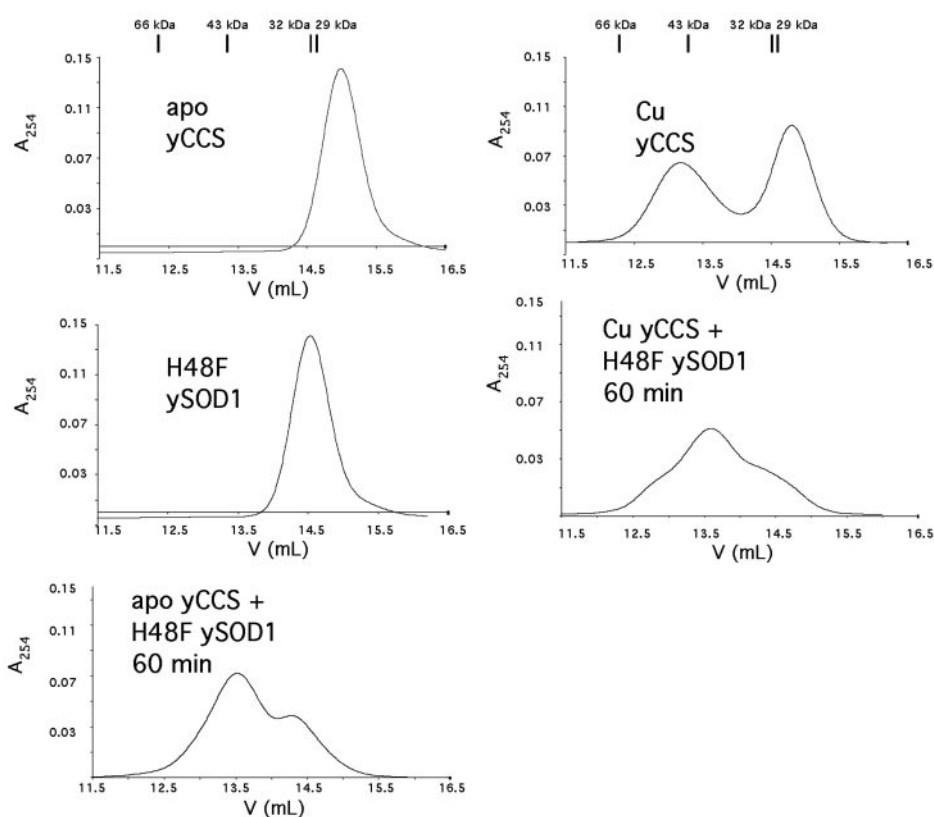 66 kDa 43 kDa 32 kDa 29 kDa
0.15
0.11
0.07
0.03
A254
apo
yCCS
11.5 12.5 13.5 14.5 15.5 16.5
V (mL)
66 kDa 43 kDa 32 kDa 29 kDa
0.15
0.11
0.07
0.03
A254
Cu
yCCS
11.5 12.5 13.5 14.5 15.5 16.5
V (mL)
0.15
0.11
0.07
0.03
A254
H48F
ySOD1
11.5 12.5 13.5 14.5 15.5 16.5
V (mL)
0.15
0.11
0.07
0.03
A254
Cu yCCS +
H48F ySOD1
60 min
11.5 12.5 13.5 14.5 15.5 16.5
V (mL)
0.15
0.11
0.07
0.03
A254
apo yCCS +
H48F ySOD1
60 min
11.5 12.5 13.5 14.5 15.5 16.5
V (mL)